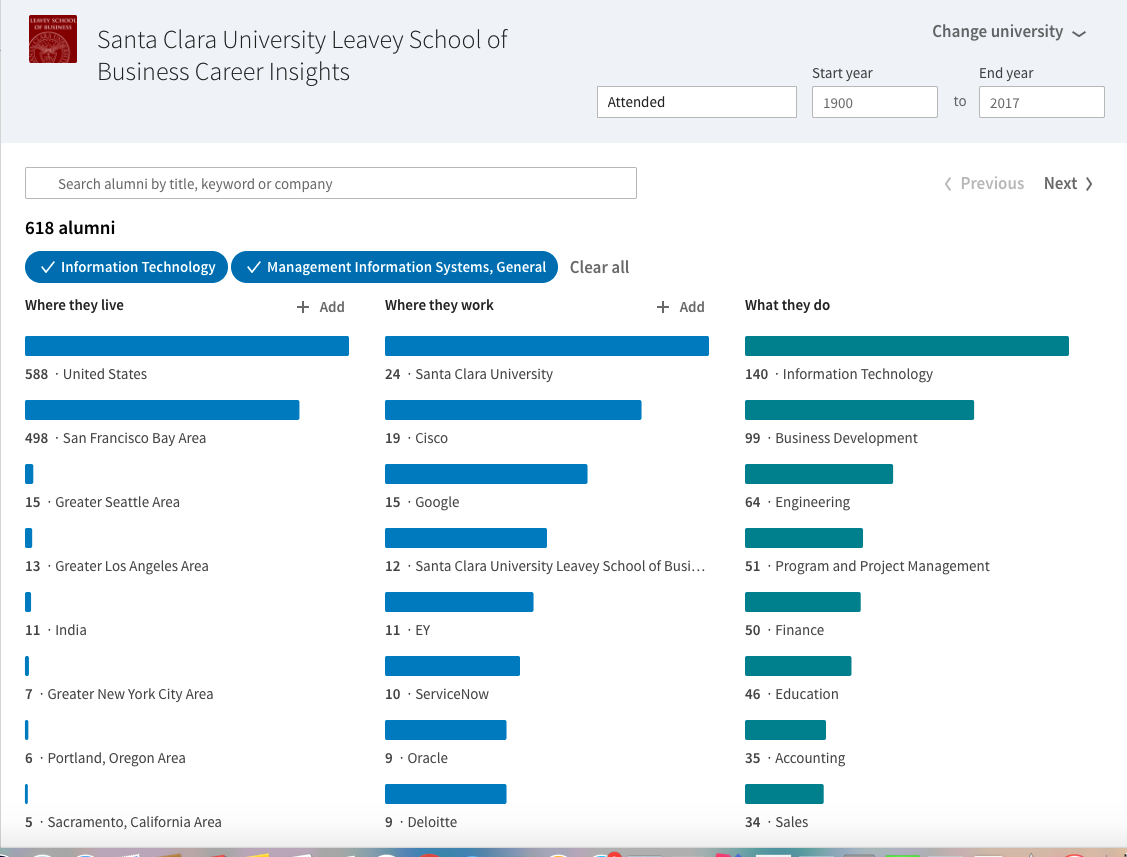 LEAVEY SCHOOL
OF BUSINESS
Santa Clara University Leavey School of
Business Career Insights
Change university
Start year
End year
Attended
1900
to
2017
Search alumni by title, keyword or company
Previous
Next
618 alumni
Information Technology
Management Information Systems, General
Clear all
Where they live
+ Add
588 · United States
498 · San Francisco Bay Area
15 · Greater Seattle Area
13 · Greater Los Angeles Area
11 · India
7 · Greater New York City Area
6 · Portland, Oregon Area
5 · Sacramento, California Area
Where they work
+ Add
24 · Santa Clara University
19 · Cisco
15 · Google
12 · Santa Clara University Leavey School of Busi…
11 · EY
10 · ServiceNow
9 · Oracle
9 · Deloitte
What they do
140 · Information Technology
99 · Business Development
64 · Engineering
51 · Program and Project Management
50 · Finance
46 · Education
35 · Accounting
34 · Sales